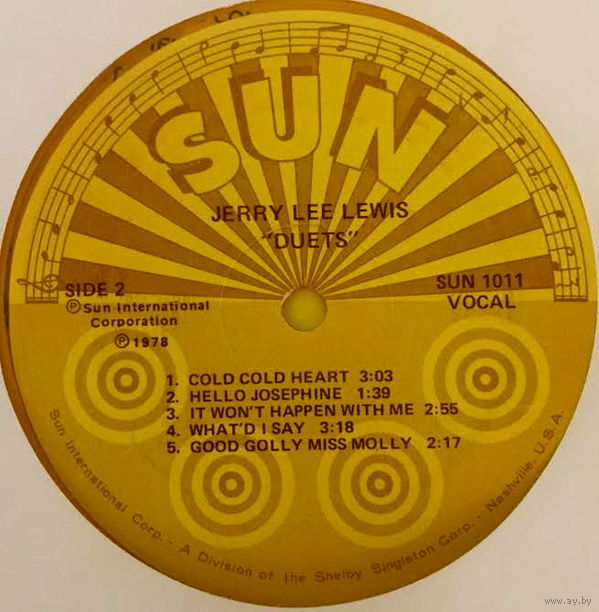 SUN
JERRY LEE LEWIS
"DUETS"
SIDE 2
℗ Sun International
Corporation
℗ 1978
SUN 1011
VOCAL
1. COLD COLD HEART 3:03
2. HELLO JOSEPHINE 1:39
3. IT WON'T HAPPEN WITH ME 2:55
4. WHAT'D I SAY 3:18
5. GOOD GOLLY MISS MOLLY 2:17
Sun International Corp. - A Division of the Shelby Singleton Corp. - Nashville, U.S.A.
www.ay.by